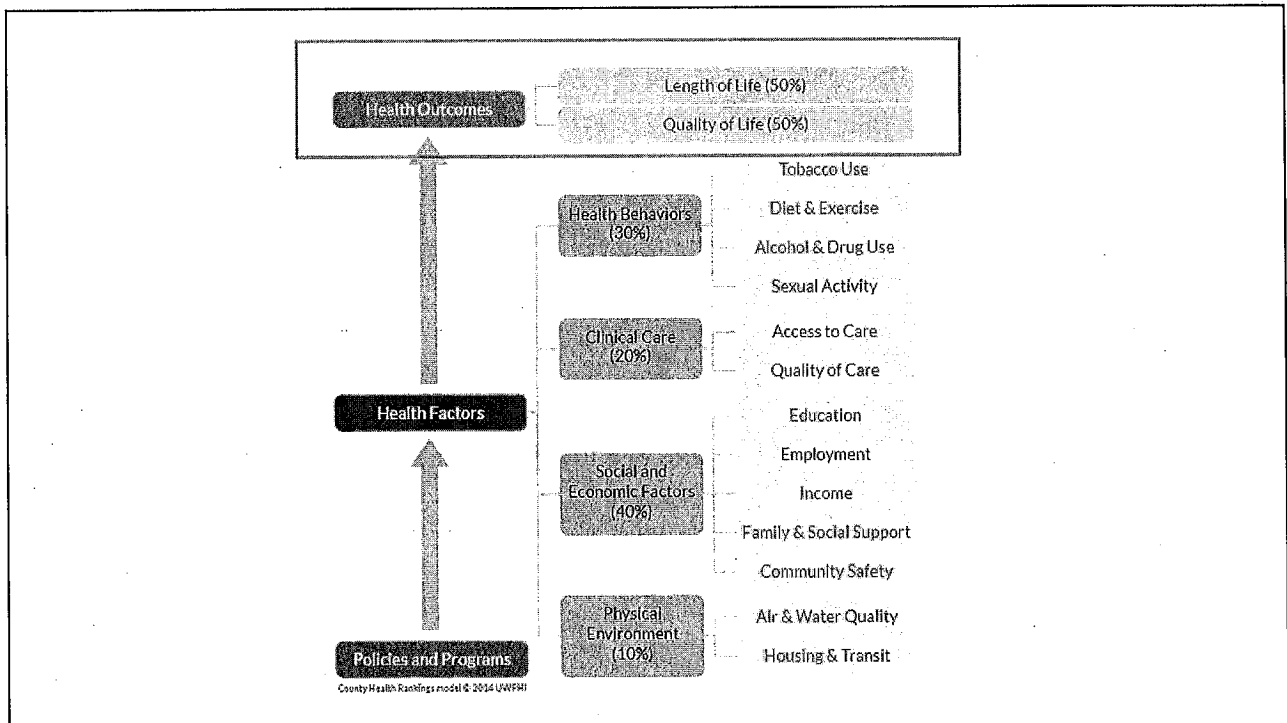 Health Outcomes
Length of Life (50%)
Quality of Life (50%)
Health Behaviors
(30%)
Tobacco Use
Diet & Exercise
Alcohol & Drug Use
Sexual Activity
Clinical Care
(20%)
Access to Care
Quality of Care
Health Factors
Social and
Economic Factors
(40%)
Education
Employment
Income
Family & Social Support
Community Safety
Physical
Environment
(10%)
Air & Water Quality
Housing & Transit
Policies and Programs
County Health Rankings model © 2014 UWPHI